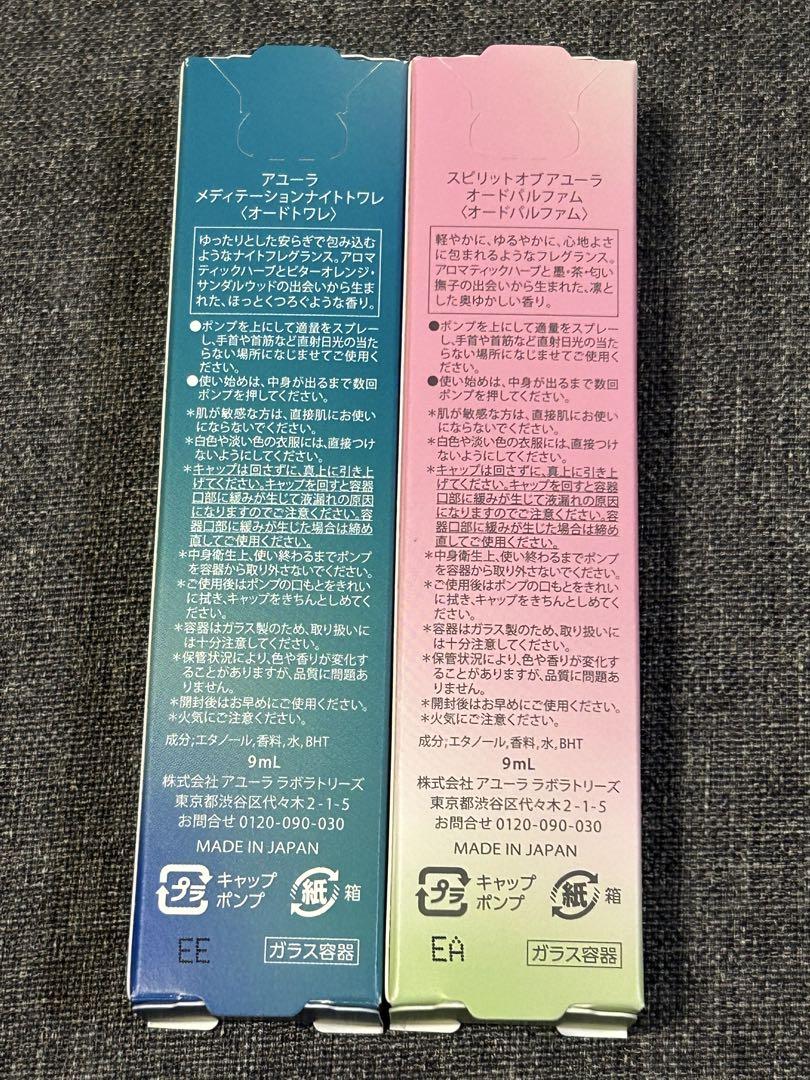 アユーラ
メディテーションナイトトワレ
〈オードトワレ〉
ゆったりとした安らぎで包み込む
ようなナイトフレグランス。アロマ
ティックハーブとビターオレンジ・
サンダルウッドの出会いから生ま
れた、ほっとくつろぐような香り。
●ポンプを上にして適量をスプレー
し、手首や首筋など直射日光の当た
らない場所になじませてご使用く
ださい。
●使い始めは、中身が出るまで数回
ポンプを押してください。
*肌が敏感な方は、直接肌にお使い
にならないでください。
*白色や淡い色の衣服には、直接つけ
ないようにしてください。
*キャップは回さずに、真上に引き上
げてください。キャップを回すと容器
口部に緩みが生じて液漏れの原因
になりますのでご注意ください。容
器口部に緩みが生じた場合は締め
直してご使用ください。
*中身衛生上、使い終わるまでポンプ
を容器から取り外さないでください。
*ご使用後はポンプの口もとをきれい
に拭き、キャップをきちんとしめてく
ださい。
*容器はガラス製のため、取り扱いに
は十分注意してください。
*保管状況により、色や香りが変化す
ることがありますが、品質に問題あ
りません。
*開封後はお早めにご使用ください。
*火気にご注意ください。
成分;エタノール,香料,水,BHT
9mL
株式会社 アユーラ ラボラトリーズ
東京都渋谷区代々木2-1-5
お問合せ 0120-090-030
MADE IN JAPAN
プラ
キャップ
ポンプ
紙
箱
EE
ガラス容器
スピリットオブアユーラ
オードパルファム
〈オードパルファム〉
軽やかに、ゆるやかに、心地よさ
に包まれるようなフレグランス。
アロマティックハーブと墨・茶・匂い
撫子の出会いから生まれた、凛と
した奥ゆかしい香り。
●ポンプを上にして適量をスプレー
し、手首や首筋など直射日光の当た
らない場所になじませてご使用く
ださい。
●使い始めは、中身が出るまで数回
ポンプを押してください。
*肌が敏感な方は、直接肌にお使い
にならないでください。
*白色や淡い色の衣服には、直接つけ
ないようにしてください。
*キャップは回さずに、真上に引き上
げてください。キャップを回すと容器
口部に緩みが生じて液漏れの原因
になりますのでご注意ください。容
器口部に緩みが生じた場合は締め
直してご使用ください。
*中身衛生上、使い終わるまでポンプ
を容器から取り外さないでください。
*ご使用後はポンプの口もとをきれい
に拭き、キャップをきちんとしめてく
ださい。
*容器はガラス製のため、取り扱いに
は十分注意してください。
*保管状況により、色や香りが変化す
ることがありますが、品質に問題あ
りません。
*開封後はお早めにご使用ください。
*火気にご注意ください。
成分;エタノール,香料,水,BHT
9mL
株式会社 アユーラ ラボラトリーズ
東京都渋谷区代々木2-1-5
お問合せ 0120-090-030
MADE IN JAPAN
プラ
キャップ
ポンプ
紙
箱
EA
ガラス容器